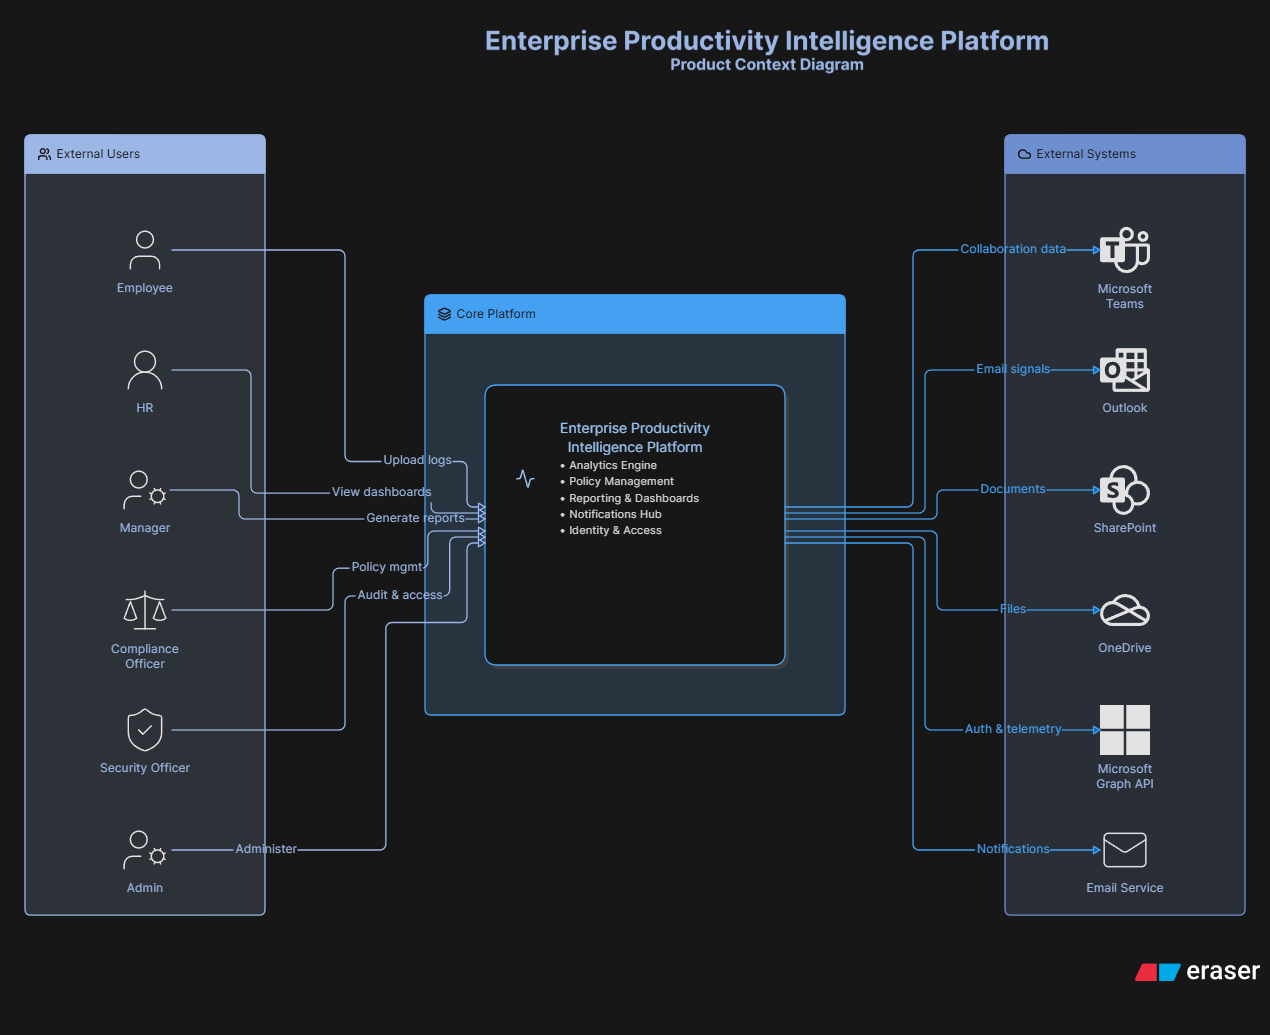 Enterprise Productivity Intelligence Platform
Product Context Diagram
External Users
Employee
HR
Manager
Compliance
Officer
Security Officer
Admin
Upload logs
View dashboards
Generate reports
Policy mgmt
Audit & access
Administer
Core Platform
Enterprise Productivity
Intelligence Platform
• Analytics Engine
• Policy Management
• Reporting & Dashboards
• Notifications Hub
• Identity & Access
Collaboration data
Email signals
Documents
Files
Auth & telemetry
Notifications
External Systems
T
Microsoft
Teams
O
Outlook
S
SharePoint
OneDrive
Microsoft
Graph API
Email Service
eraser